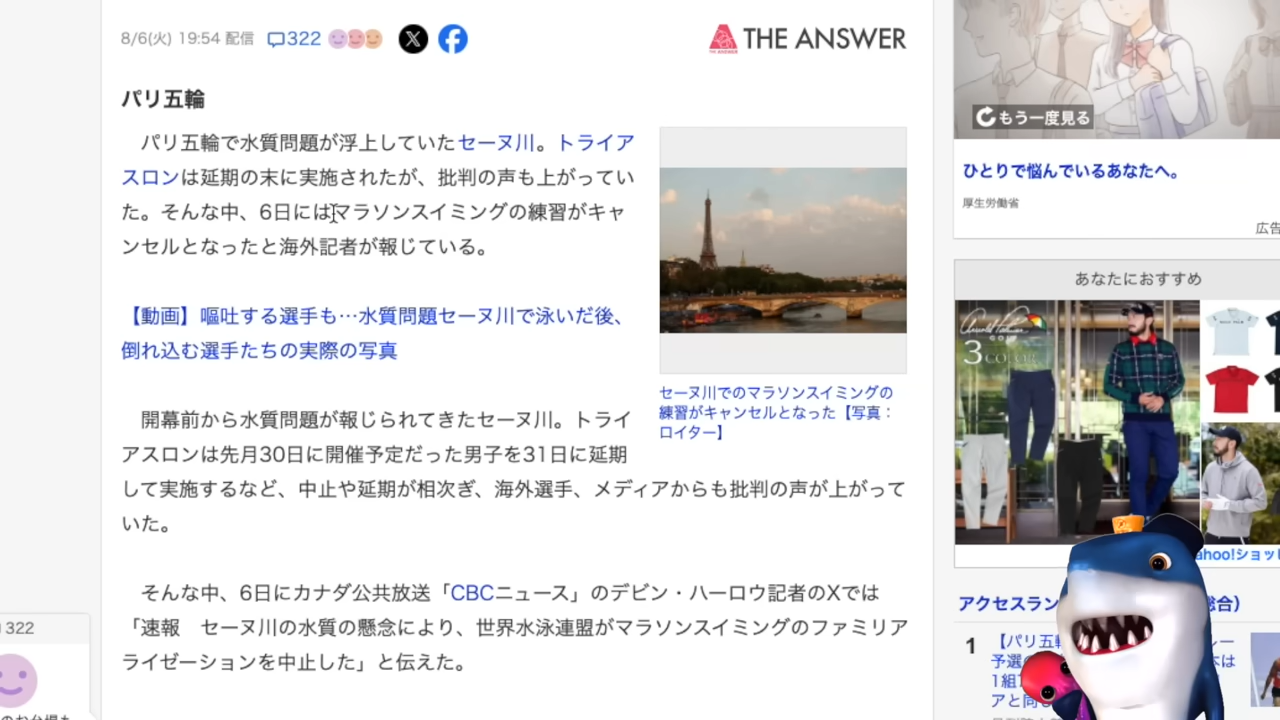 8/6(火) 19:54 配信
322
THE ANSWER
パリ五輪
パリ五輪で水質問題が浮上していたセーヌ川。トライア
スロンは延期の末に実施されたが、批判の声も上がってい
た。そんな中、6日にはマラソンスイミングの練習がキャ
ンセルとなったと海外記者が報じている。
【動画】嘔吐する選手も…水質問題セーヌ川で泳いだ後、
倒れ込む選手たちの実際の写真
開幕前から水質問題が報じられてきたセーヌ川。トライ
アスロンは先月30日に開催予定だった男子を31日に延期
して実施するなど、中止や延期が相次ぎ、海外選手、メディアからも批判の声が上がって
いた。
そんな中、6日にカナダ公共放送「CBCニュース」のデビン・ハーロウ記者のXでは
「速報　セーヌ川の水質の懸念により、世界水泳連盟がマラソンスイミングのファミリア
ライゼーションを中止した」と伝えた。
セーヌ川でのマラソンスイミングの
練習がキャンセルとなった【写真：
ロイター】
322
もう一度見る
ひとりで悩んでいるあなたへ。
厚生労働省
広告
あなたにおすすめ
Arnold Palmer
GOLF
3 COLOR
ahoo!ショッ
アクセスラン
総合）
1
【パリ五輪
予選の
1組
アと同